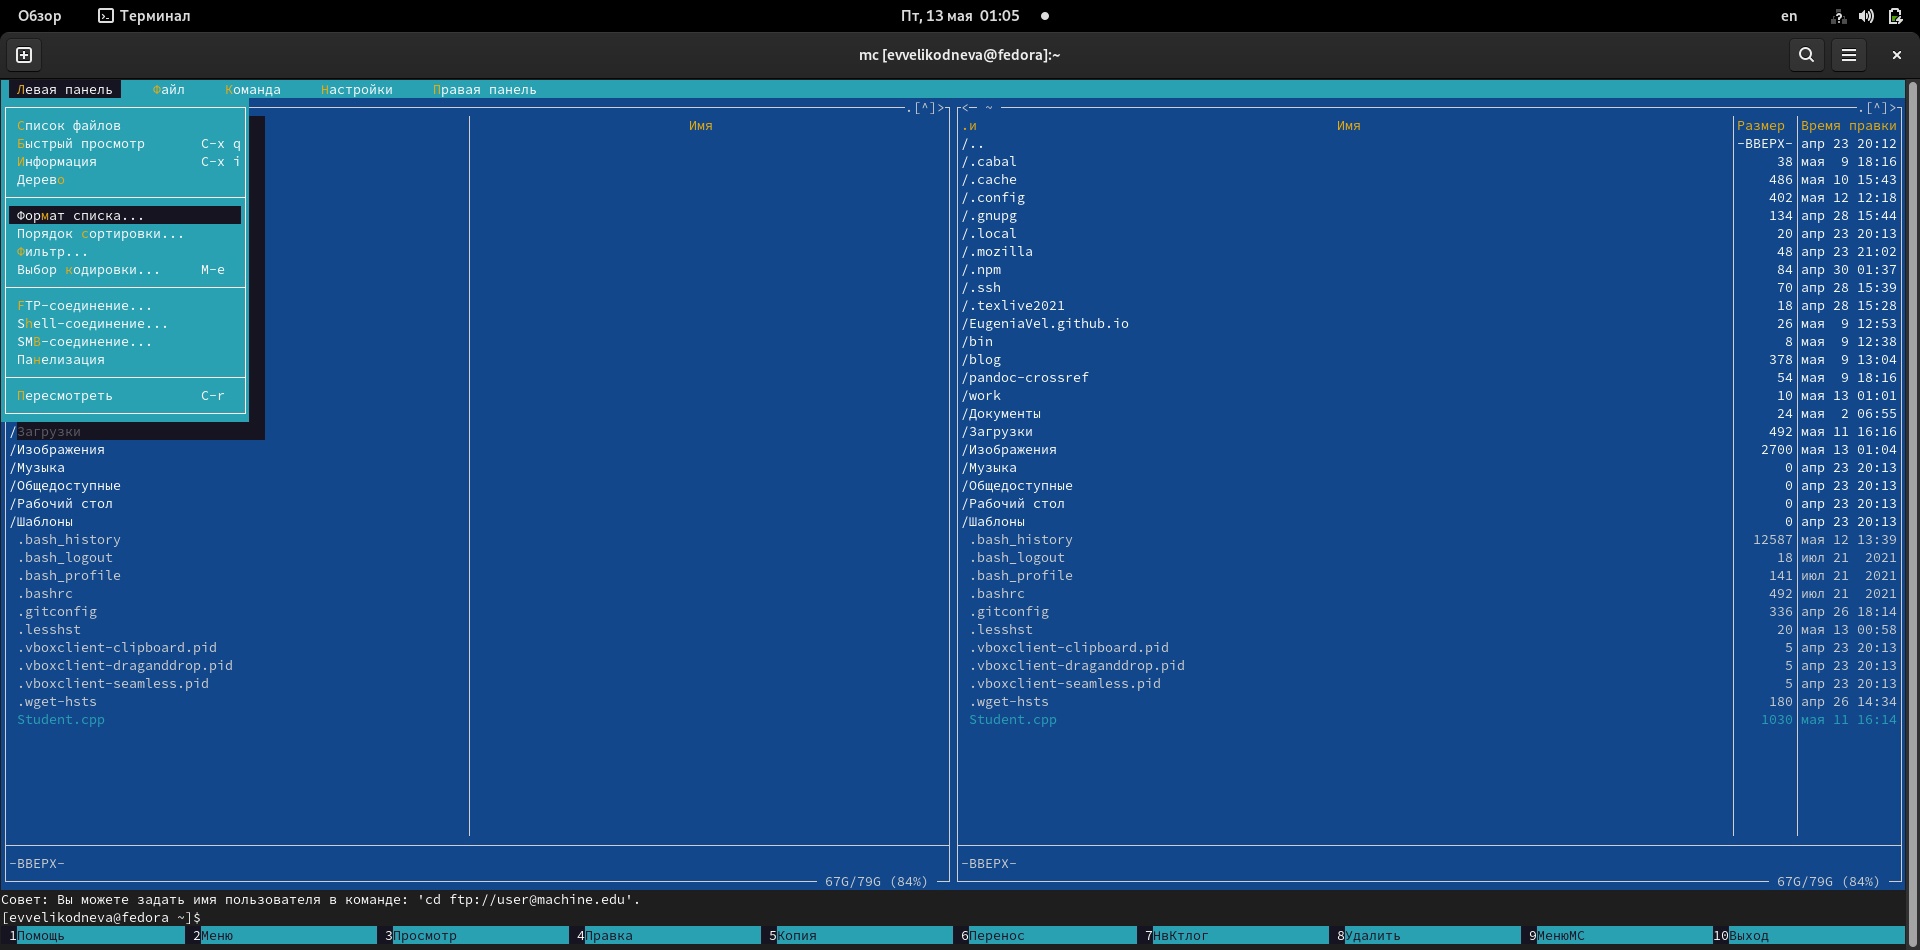 Обзор Терминал Пт, 13 мая 01:05 en
mc [evvelikodneva@fedora]:~
Левая панель Файл Команда Настройки Правая панель
Список файлов
Быстрый просмотр C-x q
Информация C-x i
Дерево
Формат списка...
Порядок сортировки...
Фильтр...
Выбор кодировки... M-e
FTP-соединение...
Shell-соединение...
SMB-соединение...
Панелизация
Пересмотреть C-r
.[^]>
Имя
/Загрузки
/Изображения
/Музыка
/Общедоступные
/Рабочий стол
/Шаблоны
.bash_history
.bash_logout
.bash_profile
.bashrc
.gitconfig
.lesshst
.vboxclient-clipboard.pid
.vboxclient-draganddrop.pid
.vboxclient-seamless.pid
.wget-hsts
Student.cpp
-ВВЕРХ-
67G/79G (84%)
<─ ~ .[^]>
.и Имя Размер Время правки
/.. -ВВЕРХ- апр 23 20:12
/.cabal 38 мая 9 18:16
/.cache 486 мая 10 15:43
/.config 402 мая 12 12:18
/.gnupg 134 апр 28 15:44
/.local 20 апр 23 20:13
/.mozilla 48 апр 23 21:02
/.npm 84 апр 30 01:37
/.ssh 70 апр 28 15:39
/.texlive2021 18 апр 28 15:28
/EugeniaVel.github.io 26 мая 9 12:53
/bin 8 мая 9 12:38
/blog 378 мая 9 13:04
/pandoc-crossref 54 мая 9 18:16
/work 10 мая 13 01:01
/Документы 24 мая 2 06:55
/Загрузки 492 мая 11 16:16
/Изображения 2700 мая 13 01:04
/Музыка 0 апр 23 20:13
/Общедоступные 0 апр 23 20:13
/Рабочий стол 0 апр 23 20:13
/Шаблоны 0 апр 23 20:13
.bash_history 12587 мая 12 13:39
.bash_logout 18 июл 21 2021
.bash_profile 141 июл 21 2021
.bashrc 492 июл 21 2021
.gitconfig 336 апр 26 18:14
.lesshst 20 мая 13 00:58
.vboxclient-clipboard.pid 5 апр 23 20:13
.vboxclient-draganddrop.pid 5 апр 23 20:13
.vboxclient-seamless.pid 5 апр 23 20:13
.wget-hsts 180 апр 26 14:34
Student.cpp 1030 мая 11 16:14
-ВВЕРХ-
67G/79G (84%)
Совет: Вы можете задать имя пользователя в команде: 'cd ftp://user@machine.edu'.
[evvelikodneva@fedora ~]$
1Помощь 2Меню 3Просмотр 4Правка 5Копия 6Перенос 7НвКтлог 8Удалить 9МенюMC 10Выход